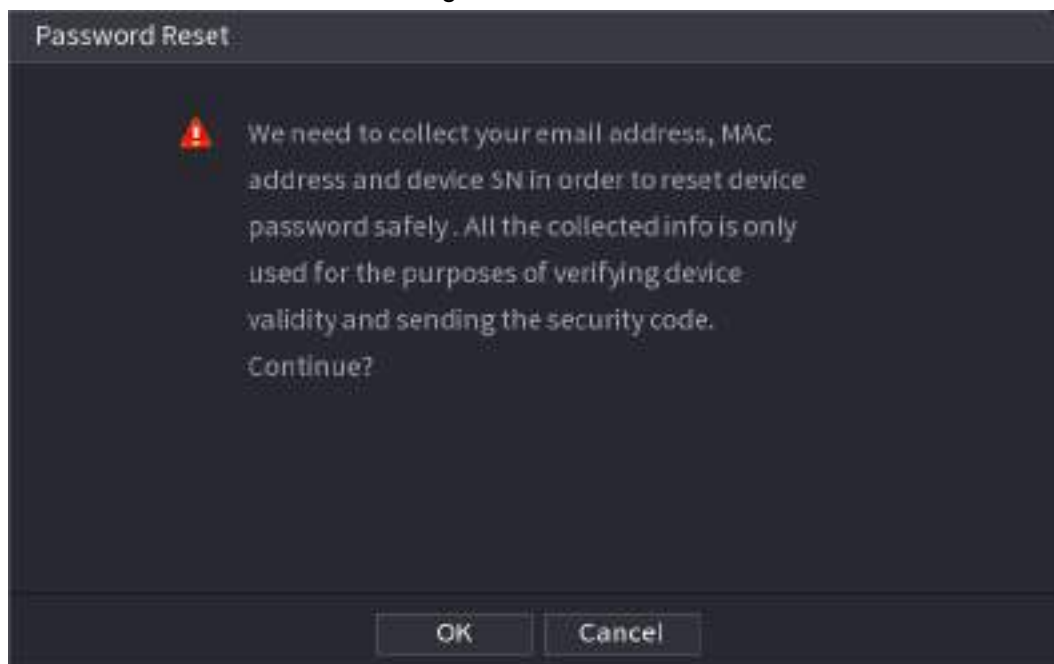 Password Reset
We need to collect your email address, MAC
address and device SN in order to reset device
password safely. All the collected info is only
used for the purposes of verifying device
validity and sending the security code.
Continue?
OK
Cancel